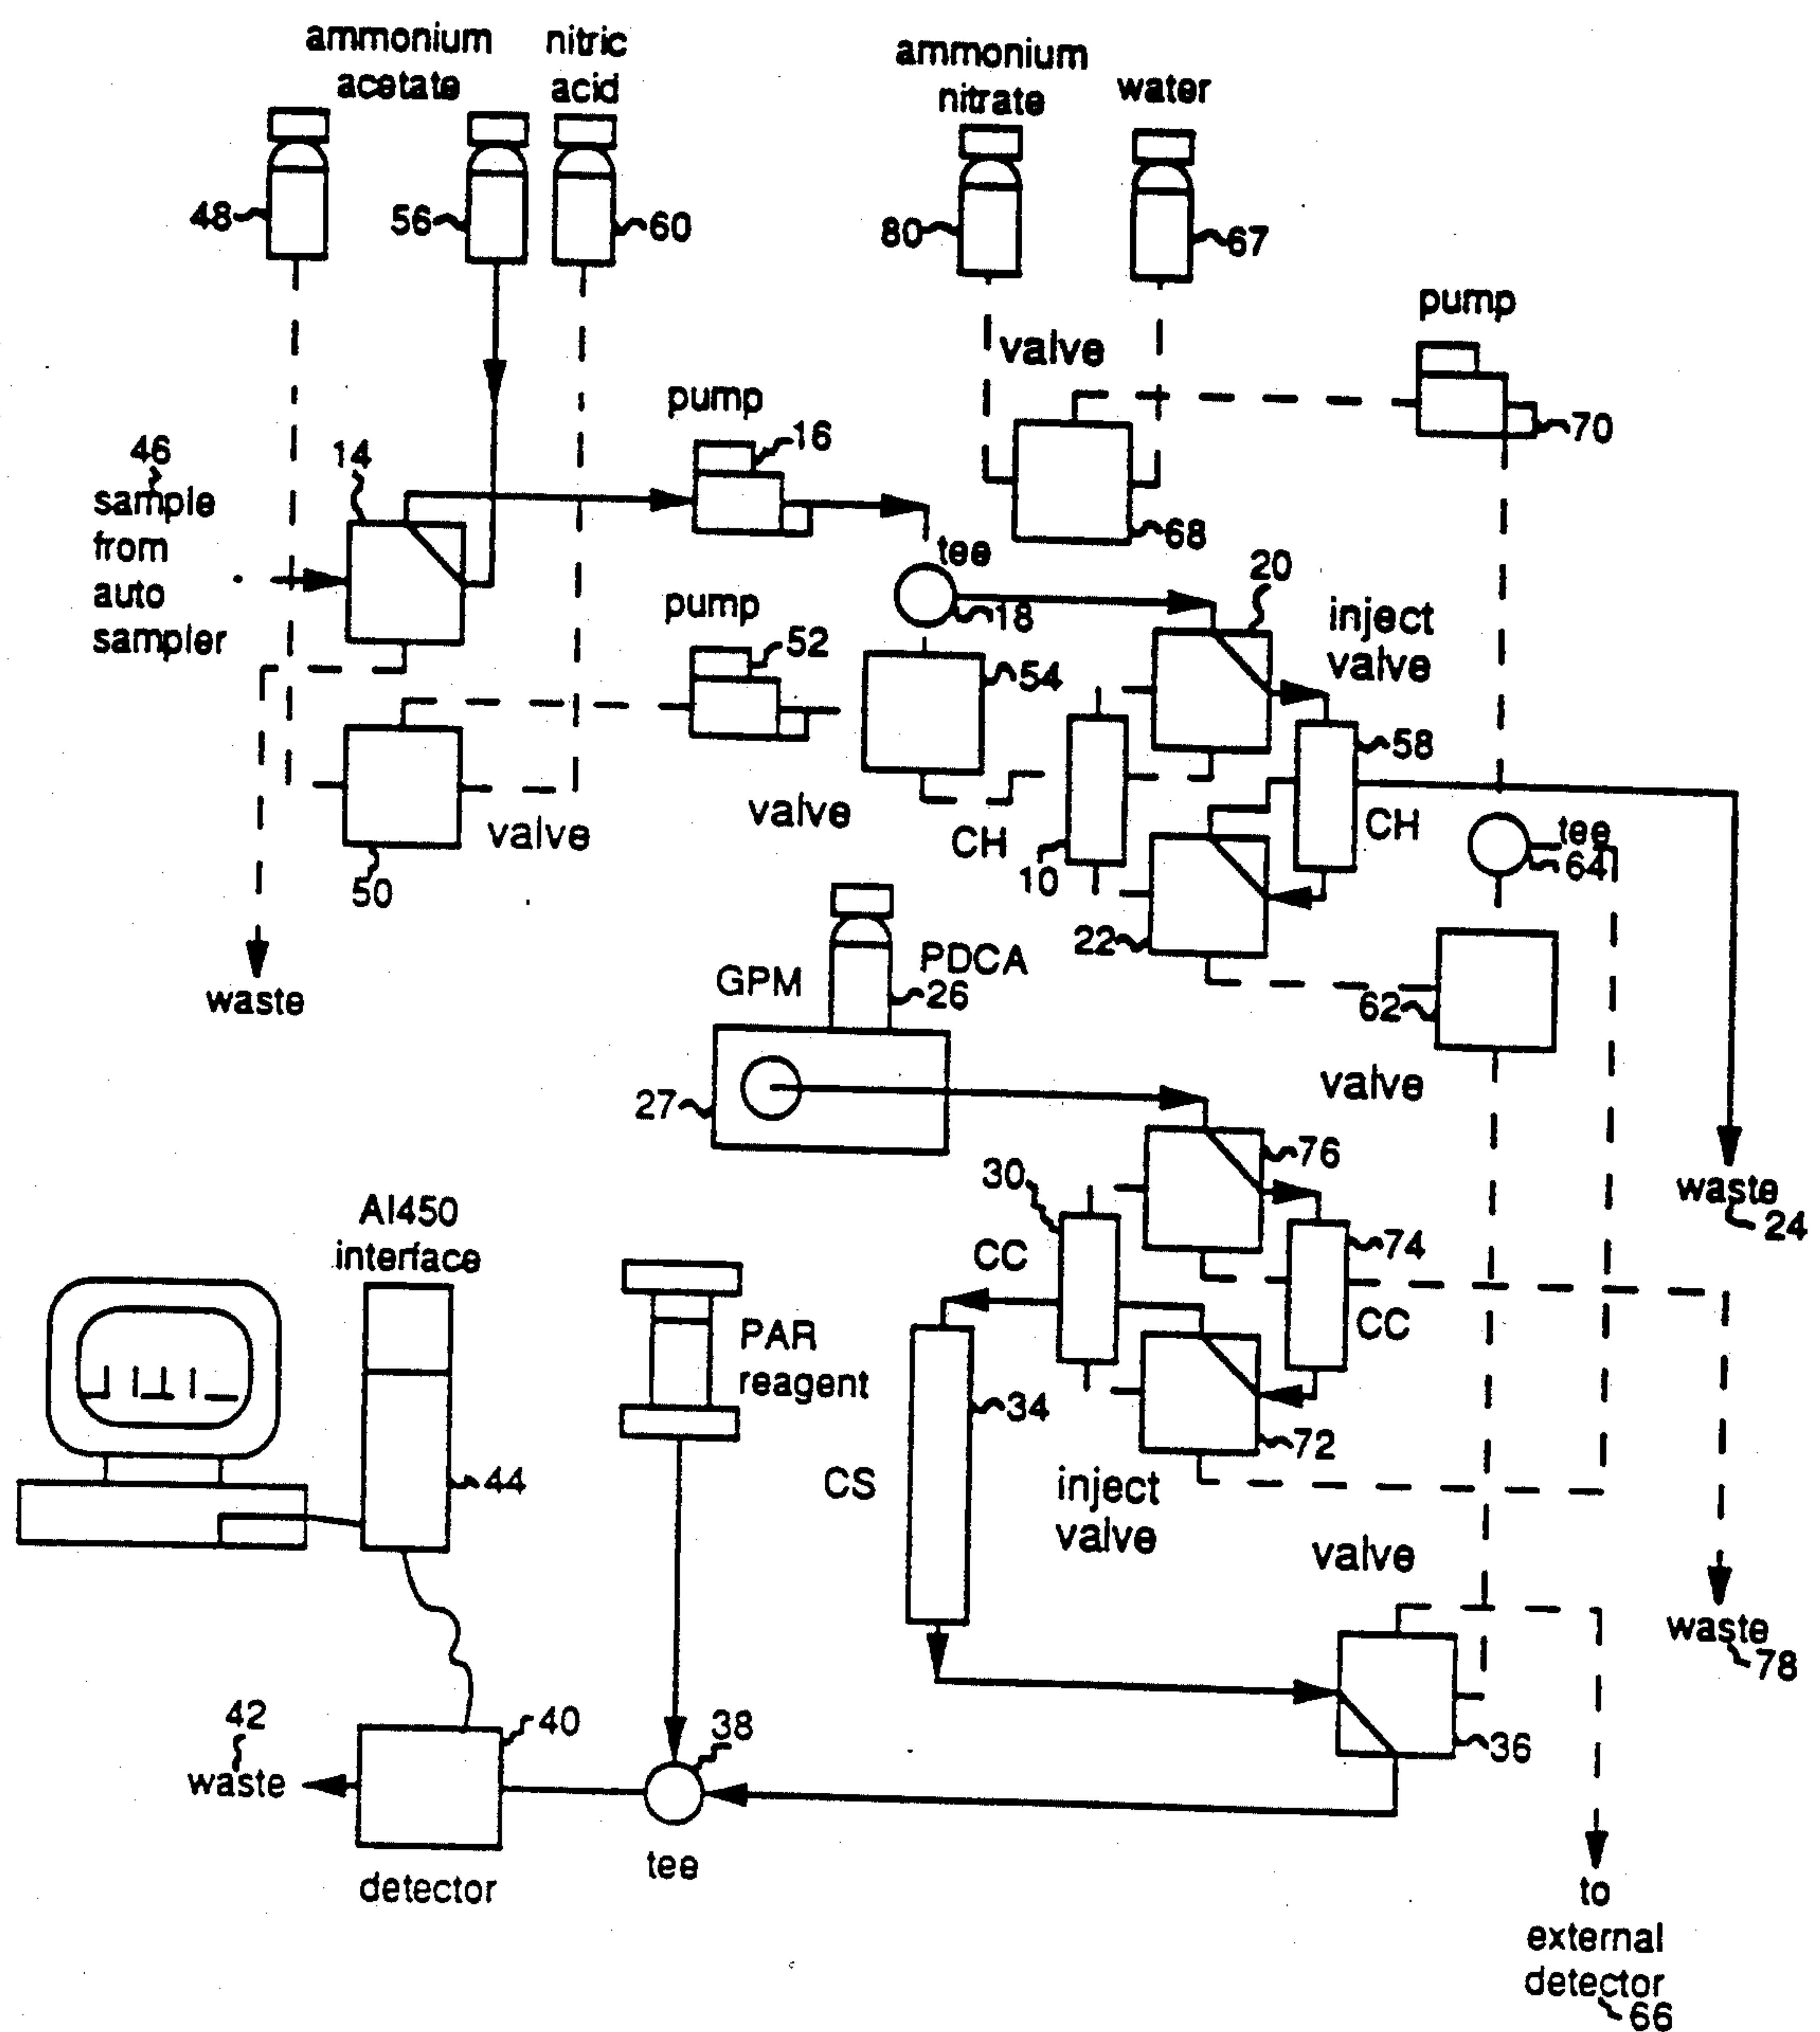 ammonium
acetate
nitric
acid
ammonium
nitrate
water
48
56
60
80
67
pump
valve
70
pump
16
46
14
sample
from
auto
sampler
68
tee
18
20
inject
valve
pump
52
54
58
valve
valve
50
CH
10
CH
tee
64
22
62
waste
GPM
PDCA
26
27
valve
76
waste
24
30
CC
74
CC
AI450
interface
PAR
reagent
34
72
44
CS
inject
valve
valve
waste
78
42
waste
40
38
36
tee
detector
to
external
detector
66